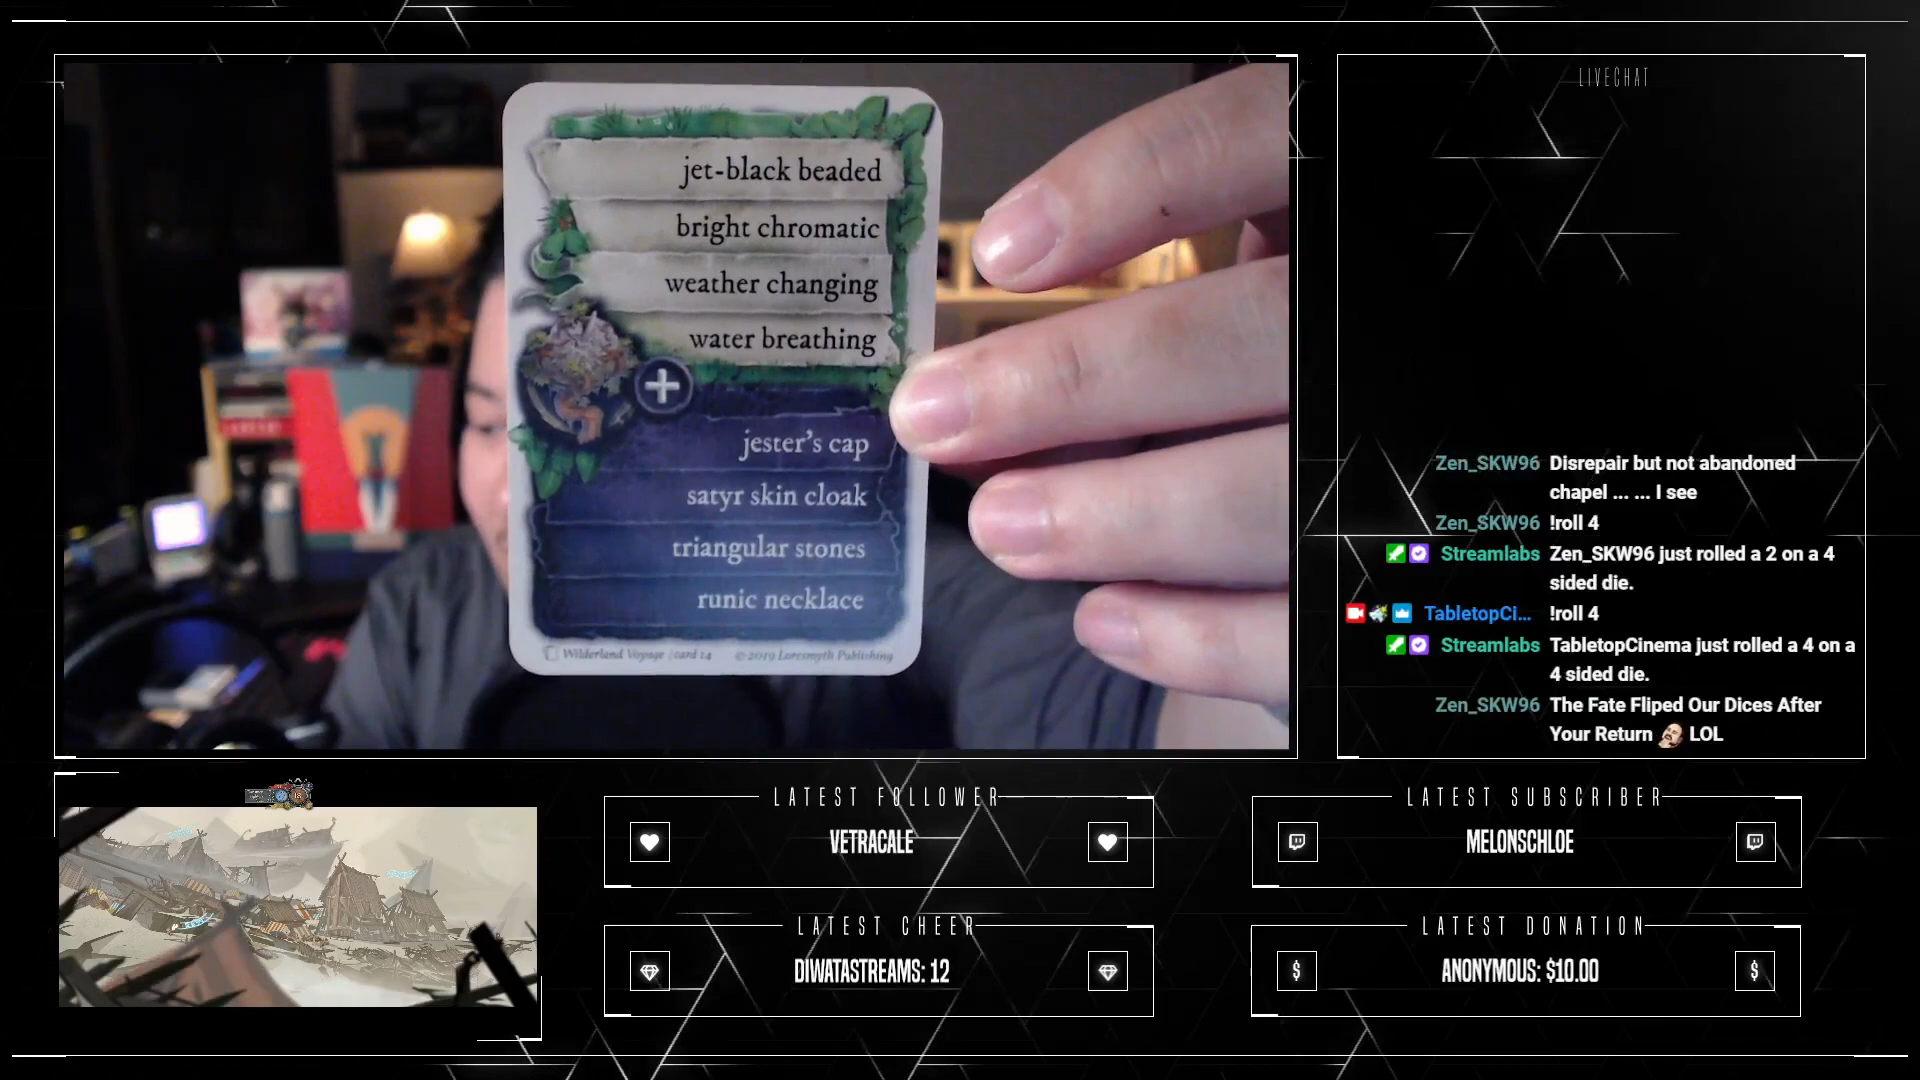 jet-black beaded
bright chromatic
weather changing
water breathing
+
jester's cap
satyr skin cloak
triangular stones
runic necklace
Wilderland Voyage / card 14 ©2019 Loresmyth Publishing
LIVECHAT
Zen_SKW96 Disrepair but not abandoned
chapel ... ... I see
Zen_SKW96 !roll 4
Streamlabs Zen_SKW96 just rolled a 2 on a 4
sided die.
TabletopCi... !roll 4
Streamlabs TabletopCinema just rolled a 4 on a
4 sided die.
Zen_SKW96 The Fate Fliped Our Dices After
Your Return LOL
LATEST FOLLOWER
VETRACALE
LATEST SUBSCRIBER
MELONSCHLOE
LATEST CHEER
DIWATASTREAMS: 12
LATEST DONATION
$ ANONYMOUS: $10.00 $